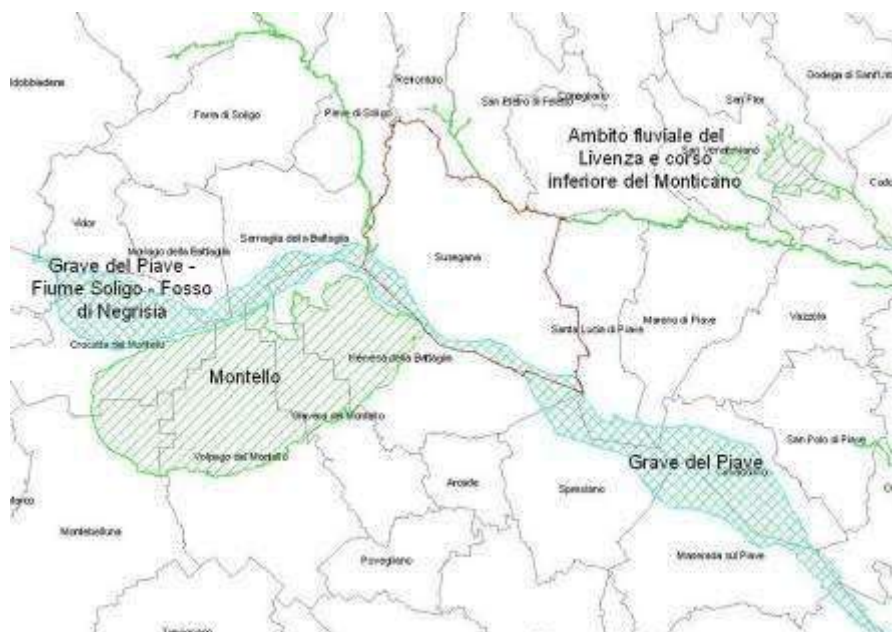 Refrontolo
Dodega di Sant'Urb
San Pietro di Feletto
Conegliano
San Fior
Farra di Soligo
Pieve di Soligo
Ambito fluviale del
Livenza e corso
inferiore del Monticano
San Vendemiano
Vidor
Moriago della Battaglia
Sernaglia della Battaglia
Susegana
Grave del Piave -
Fiume Soligo - Fosso
di Negrisia
Santa Lucia di Piave
Mareno di Piave
Vazzola
Crocetta del Montello
Nervesa della Battaglia
Montello
Giavera del Montello
Volpago del Montello
San Polo di Piave
Grave del Piave
Arcade
Spresiano
Montebelluna
Povegliano
Maserada sul Piave